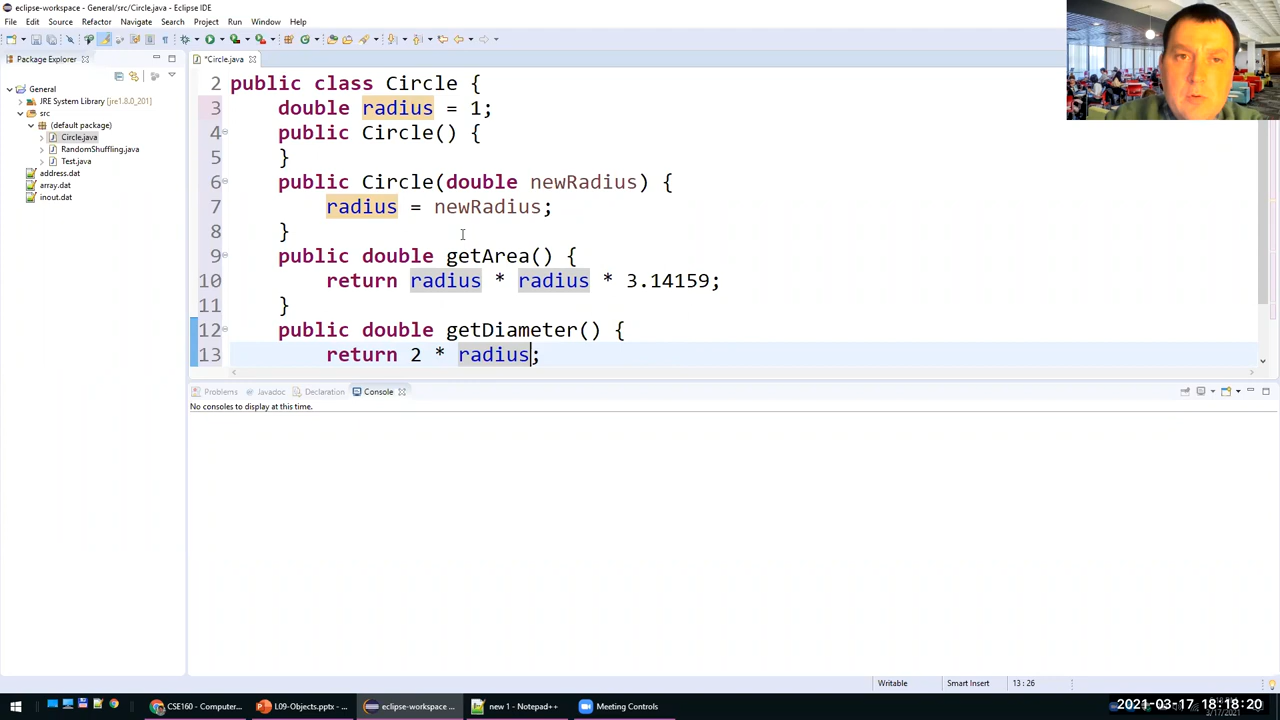 eclipse-workspace - General/src/Circle.java - Eclipse IDE
File Edit Source Refactor Navigate Search Project Run Window Help
Package Explorer
General
JRE System Library [jre1.8.0_201]
src
(default package)
Circle.java
RandomShuffling.java
Test.java
address.dat
array.dat
inout.dat
*Circle.java
2 public class Circle {
3 double radius = 1;
4 public Circle() {
5 }
6 public Circle(double newRadius) {
7 radius = newRadius;
8 }
9 public double getArea() {
10 return radius * radius * 3.14159;
11 }
12 public double getDiameter() {
13 return 2 * radius;
Problems Javadoc Declaration Console
No consoles to display at this time.
Writable Smart Insert 13 : 26
CSE160 - Computer... L09-Objects.pptx - ... eclipse-workspace ... new 1 - Notepad++ Meeting Controls
2021-03-17 18:18:20
3/17/2021